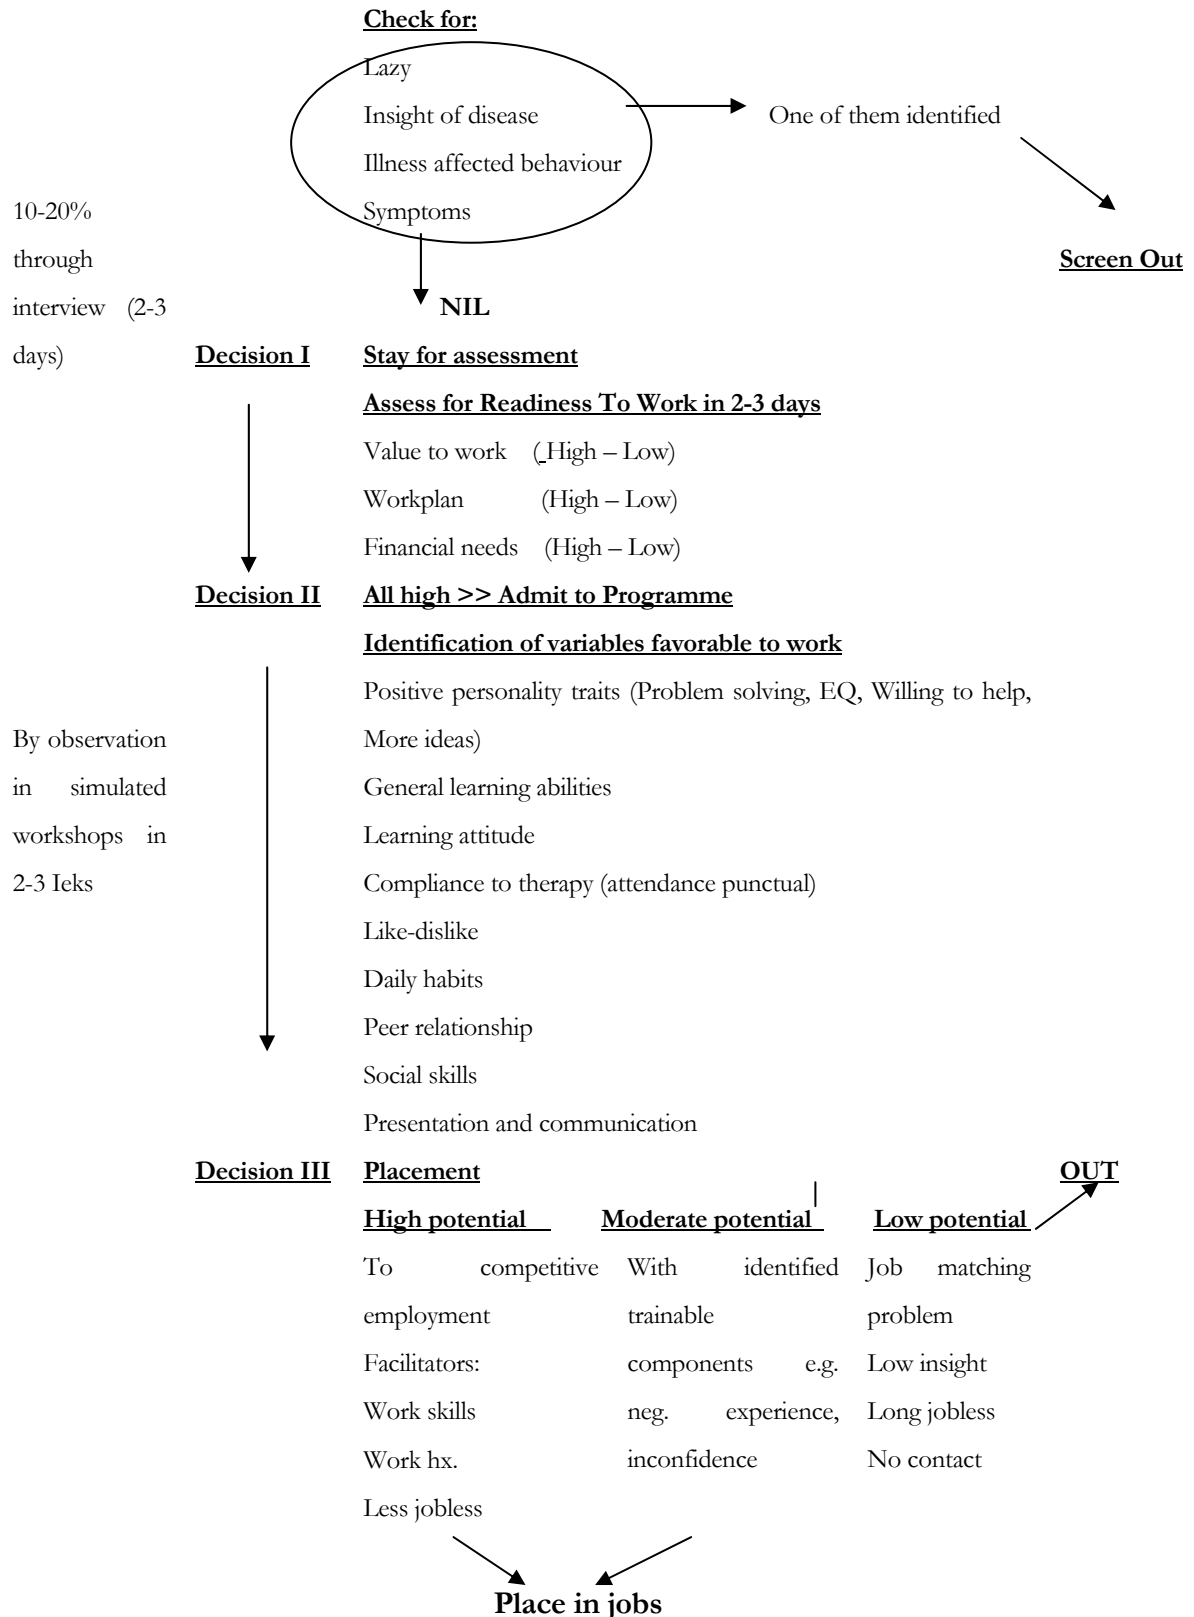 Check for:
Lazy
Insight of disease
One of them identified
Illness affected behaviour
10-20%
Symptoms
through
Screen Out
interview (2-3
NIL
days)
Decision I
Stay for assessment
Assess for Readiness To Work in 2-3 days
Value to work ( High – Low)
Workplan (High – Low)
Financial needs (High – Low)
Decision II
All high >> Admit to Programme
Identification of variables favorable to work
Positive personality traits (Problem solving, EQ, Willing to help,
More ideas)
By observation
in simulated
workshops in
2-3 Ieks
General learning abilities
Learning attitude
Compliance to therapy (attendance punctual)
Like-dislike
Daily habits
Peer relationship
Social skills
Presentation and communication
Decision III
Placement
OUT
High potential
To competitive
employment
Facilitators:
Work skills
Work hx.
Less jobless
Moderate potential
With identified
trainable
components e.g.
neg. experience,
inconfidence
Low potential
Job matching
problem
Low insight
Long jobless
No contact
Place in jobs